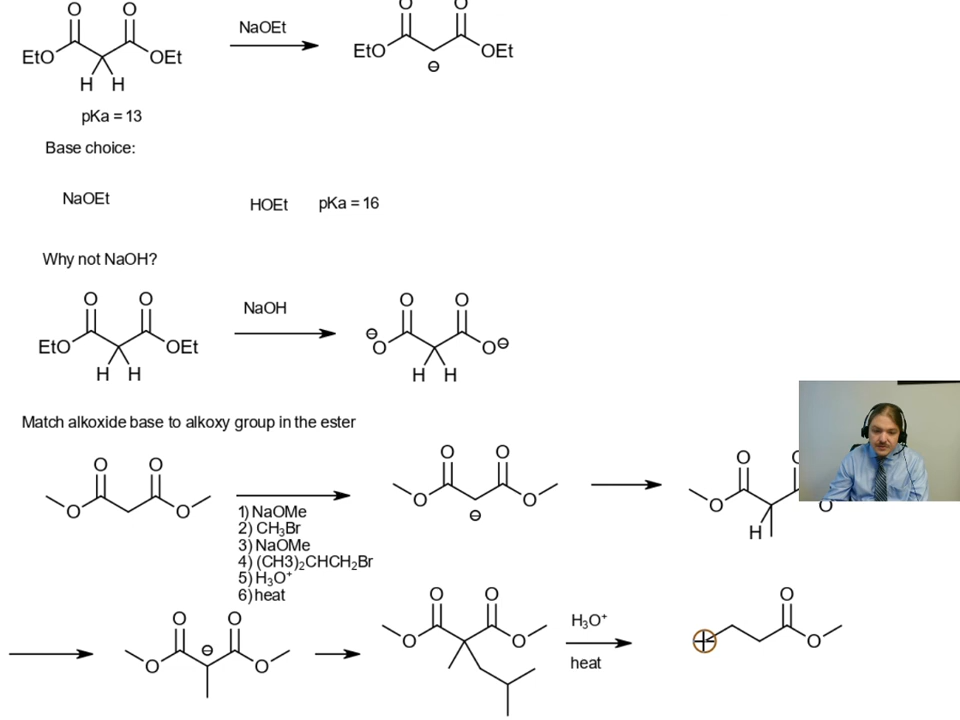 O O O O
NaOEt
EtO OEt EtO OEt
⊖
H H
pKa = 13
Base choice:
NaOEt
HOEt pKa = 16
Why not NaOH?
O O O O
NaOH
⊖
EtO OEt O O⊖
H H H H
Match alkoxide base to alkoxy group in the ester
O O O O O O
O O O O O O
⊖
H
1) NaOMe
2) CH3Br
3) NaOMe
4) (CH3)2CHCH2Br
5) H3O+
6) heat
O O O O O
⊖
H3O+
O O O O O
heat